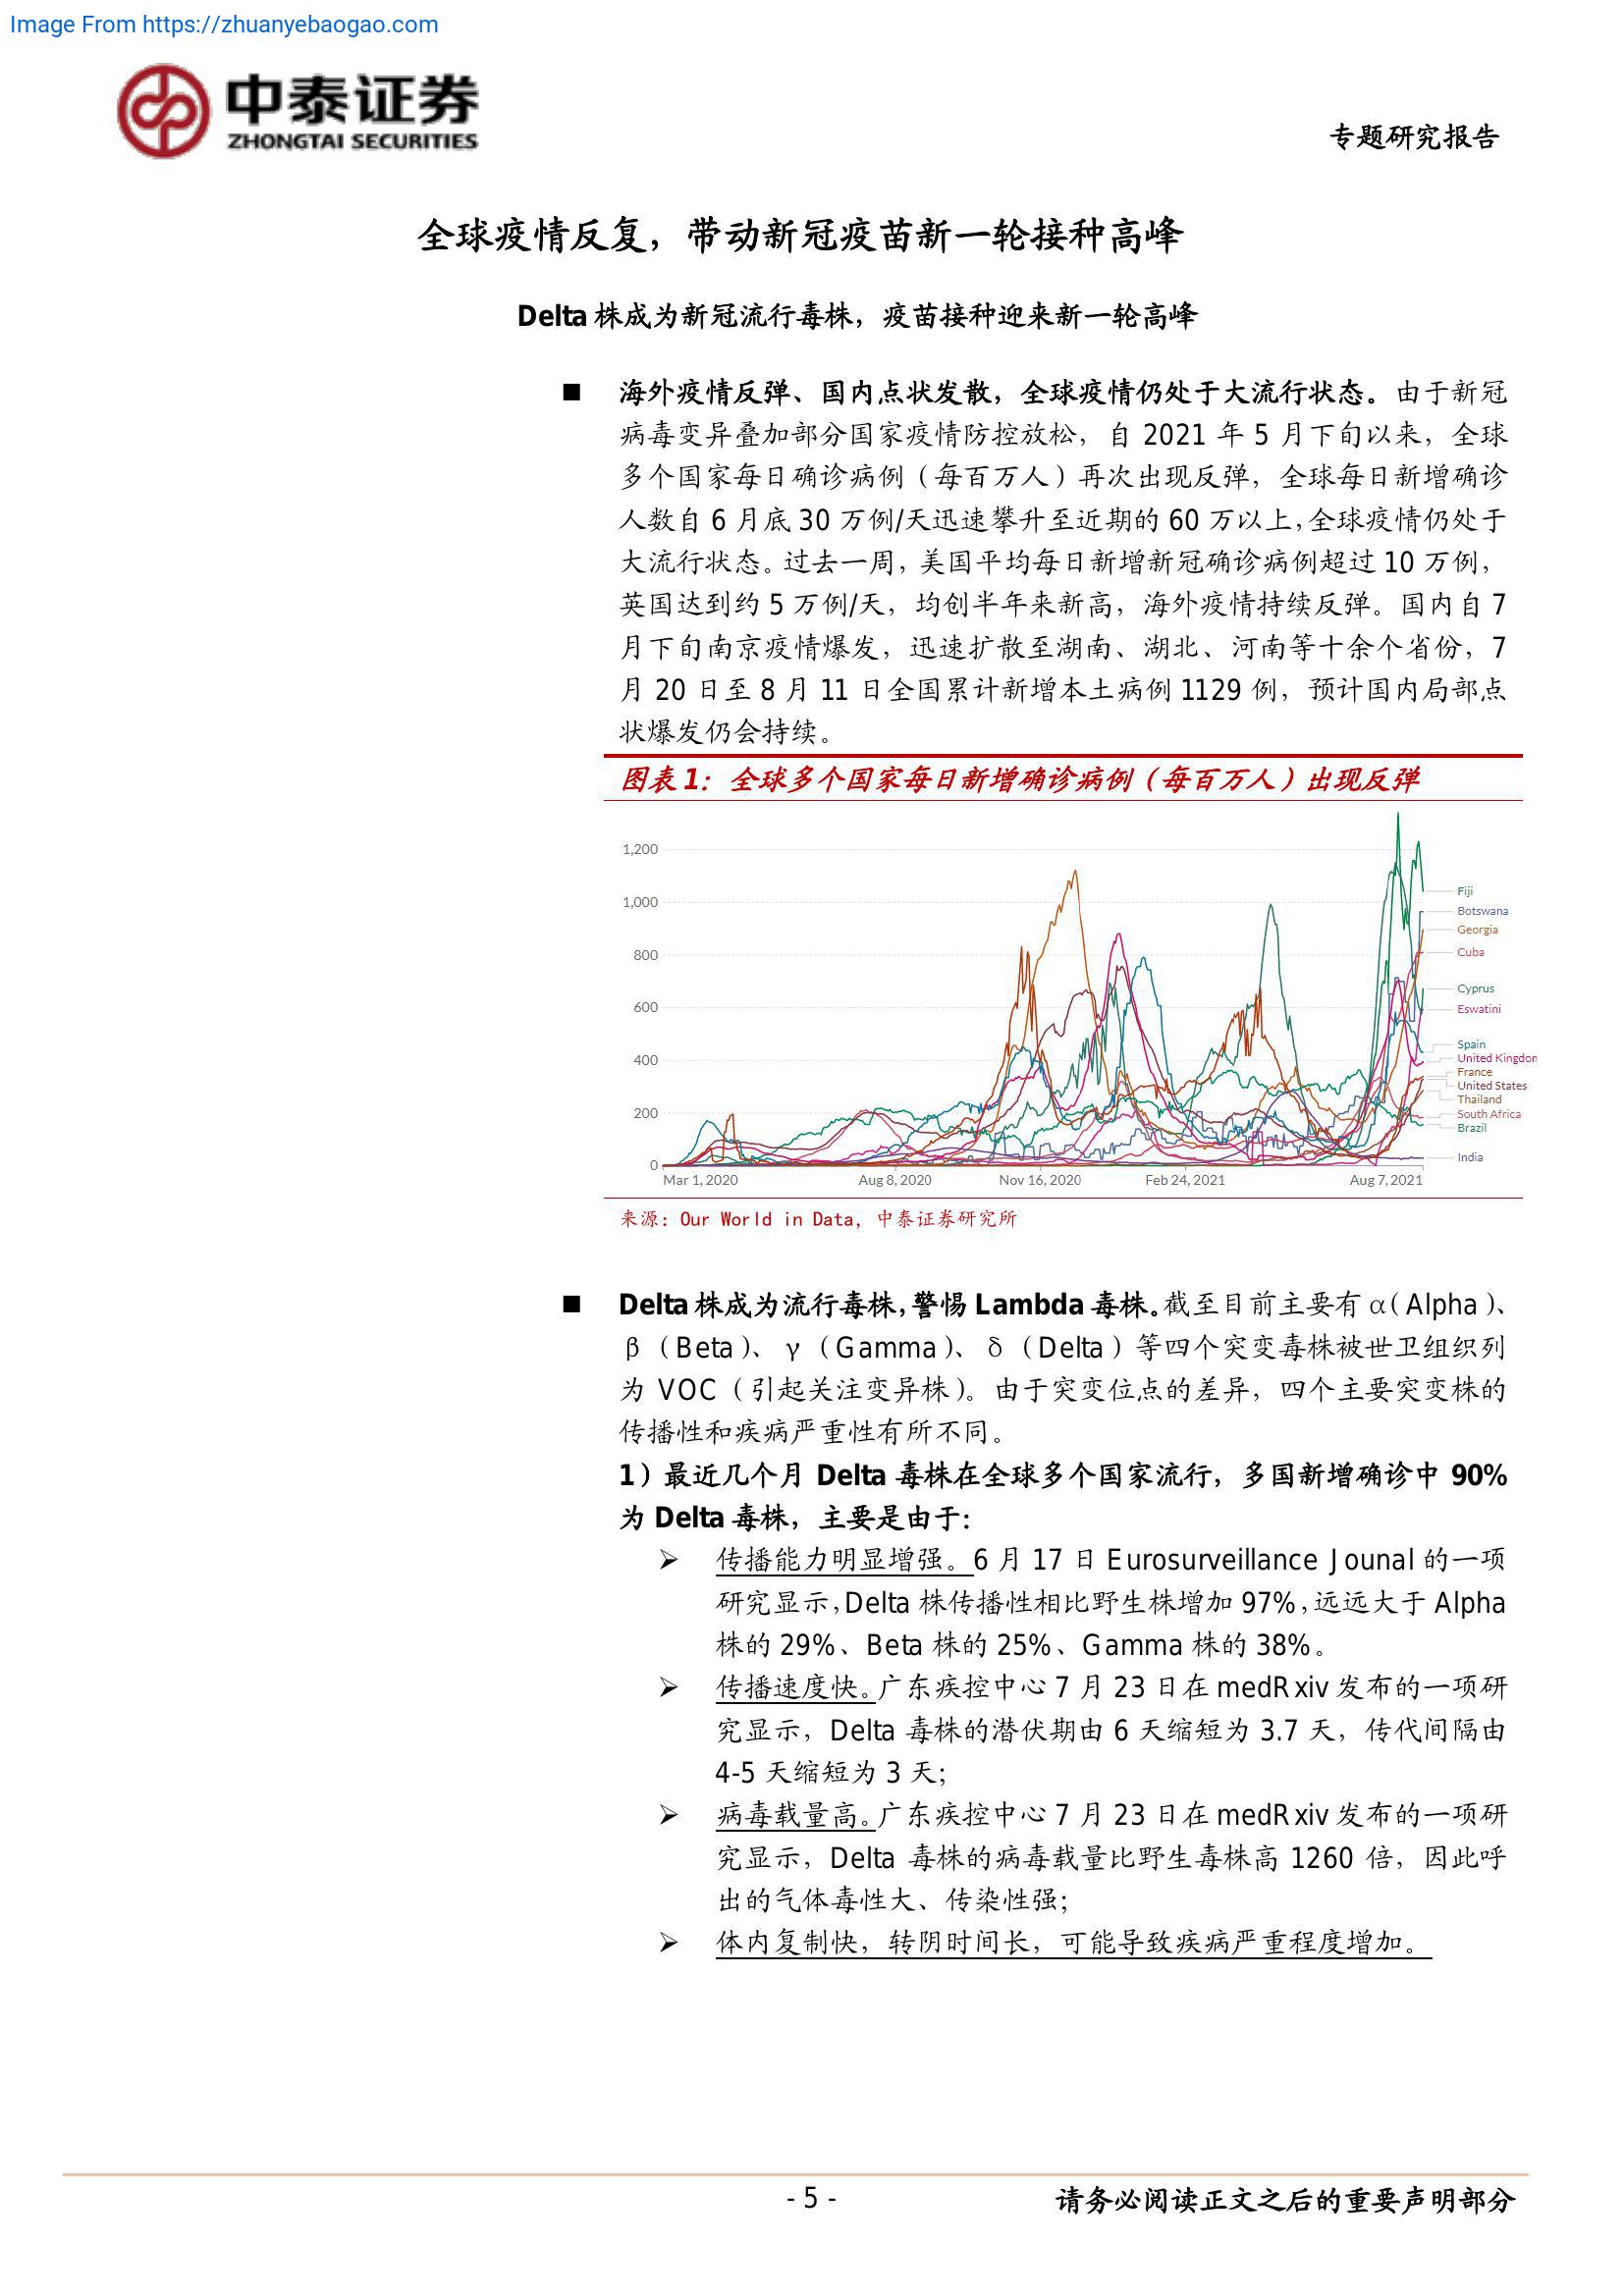 Image From https://zhuanyebaogao.com
中泰证券
ZHONGTAI SECURITIES
专题研究报告
全球疫情反复，带动新冠疫苗新一轮接种高峰
Delta 株成为新冠流行毒株，疫苗接种迎来新一轮高峰
■ 海外疫情反弹、国内点状发散，全球疫情仍处于大流行状态。由于新冠
病毒变异叠加部分国家疫情防控放松，自 2021 年 5 月下旬以来，全球
多个国家每日确诊病例（每百万人）再次出现反弹，全球每日新增确诊
人数自 6 月底 30 万例/天迅速攀升至近期的 60 万以上，全球疫情仍处于
大流行状态。过去一周，美国平均每日新增新冠确诊病例超过 10 万例，
英国达到约 5 万例/天，均创半年来新高，海外疫情持续反弹。国内自 7
月下旬南京疫情爆发，迅速扩散至湖南、湖北、河南等十余个省份，7
月 20 日至 8 月 11 日全国累计新增本土病例 1129 例，预计国内局部点
状爆发仍会持续。
图表 1：全球多个国家每日新增确诊病例（每百万人）出现反弹
1,200
1,000
800
600
400
200
0
Mar 1, 2020
Aug 8, 2020
Nov 16, 2020
Feb 24, 2021
Aug 7, 2021
Fiji
Botswana
Georgia
Cuba
Cyprus
Eswatini
Spain
United Kingdon
France
United States
Thailand
South Africa
Brazil
India
来源：Our World in Data，中泰证券研究所
■ Delta 株成为流行毒株，警惕 Lambda 毒株。截至目前主要有 α（Alpha）、
β（Beta）、γ（Gamma）、δ（Delta）等四个突变毒株被世卫组织列
为 VOC（引起关注变异株）。由于突变位点的差异，四个主要突变株的
传播性和疾病严重性有所不同。
1）最近几个月 Delta 毒株在全球多个国家流行，多国新增确诊中 90%
为 Delta 毒株，主要是由于：
➢ 传播能力明显增强。6 月 17 日 Eurosurveillance Jounal 的一项
研究显示，Delta 株传播性相比野生株增加 97%，远远大于 Alpha
株的 29%、Beta 株的 25%、Gamma 株的 38%。
➢ 传播速度快。广东疾控中心 7 月 23 日在 medRxiv 发布的一项研
究显示，Delta 毒株的潜伏期由 6 天缩短为 3.7 天，传代间隔由
4-5 天缩短为 3 天；
➢ 病毒载量高。广东疾控中心 7 月 23 日在 medRxiv 发布的一项研
究显示，Delta 毒株的病毒载量比野生毒株高 1260 倍，因此呼
出的气体毒性大、传染性强；
➢ 体内复制快，转阴时间长，可能导致疾病严重程度增加。
- 5 -
请务必阅读正文之后的重要声明部分